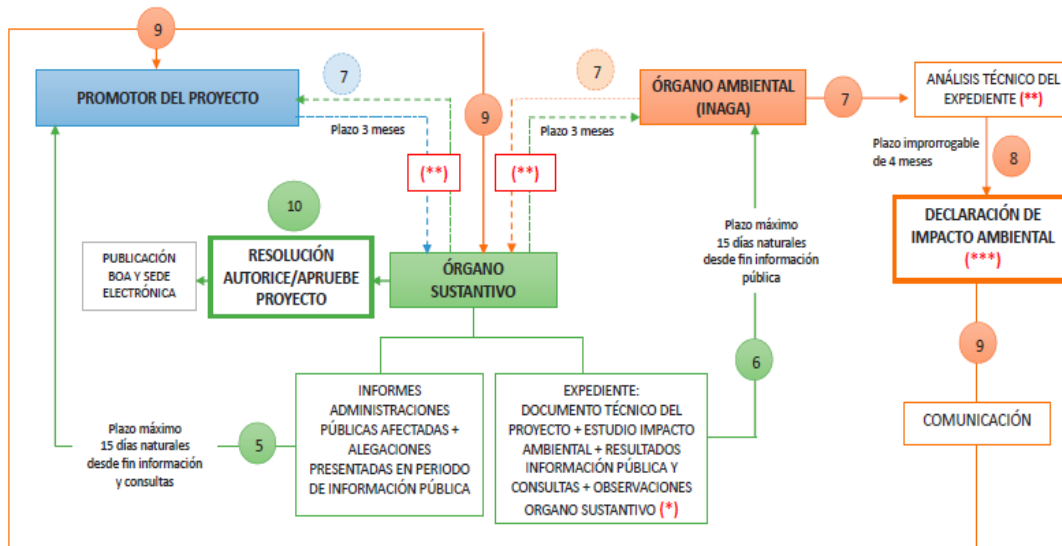 9
7
7
PROMOTOR DEL PROYECTO
ÓRGANO AMBIENTAL
(INAGA)
7
ANÁLISIS TÉCNICO DEL
EXPEDIENTE (**)
9
Plazo 3 meses
Plazo 3 meses
Plazo improrrogable
de 4 meses
8
(**)
(**)
10
DECLARACIÓN DE
IMPACTO AMBIENTAL
(***)
PUBLICACIÓN
BOA Y SEDE
ELECTRÓNICA
RESOLUCIÓN
AUTORICE/APRUEBE
PROYECTO
ÓRGANO
SUSTANTIVO
Plazo máximo
15 días naturales
desde fin información
pública
6
9
INFORMES
ADMINISTRACIONES
PÚBLICAS AFECTADAS +
ALEGACIONES
PRESENTADAS EN PERIODO
DE INFORMACIÓN PÚBLICA
EXPEDIENTE:
DOCUMENTO TÉCNICO DEL
PROYECTO + ESTUDIO IMPACTO
AMBIENTAL + RESULTADOS
INFORMACIÓN PÚBLICA Y
CONSULTAS + OBSERVACIONES
ORGANO SUSTANTIVO (*)
COMUNICACIÓN
Plazo máximo
15 días naturales
desde fin información
y consultas
5